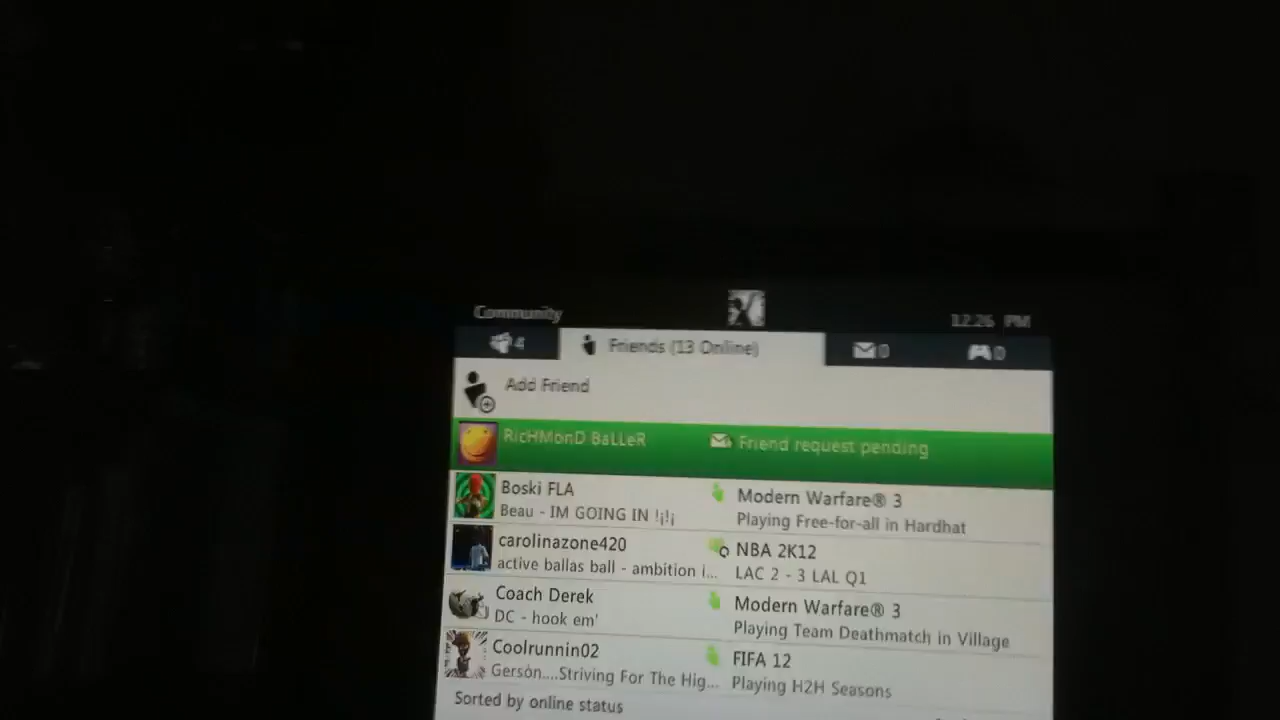 Community
12:26 PM
4
Friends (13 Online)
0
0
Add Friend
RicHMonD BaLLeR
Friend request pending
Boski FLA
Modern Warfare® 3
Beau - IM GOING IN !¡!¡
Playing Free-for-all in Hardhat
carolinazone420
NBA 2K12
active ballas ball - ambition i...
LAC 2 - 3 LAL Q1
Coach Derek
Modern Warfare® 3
DC - hook em'
Playing Team Deathmatch in Village
Coolrunnin02
FIFA 12
Gersòn....Striving For The Hig...
Playing H2H Seasons
Sorted by online status